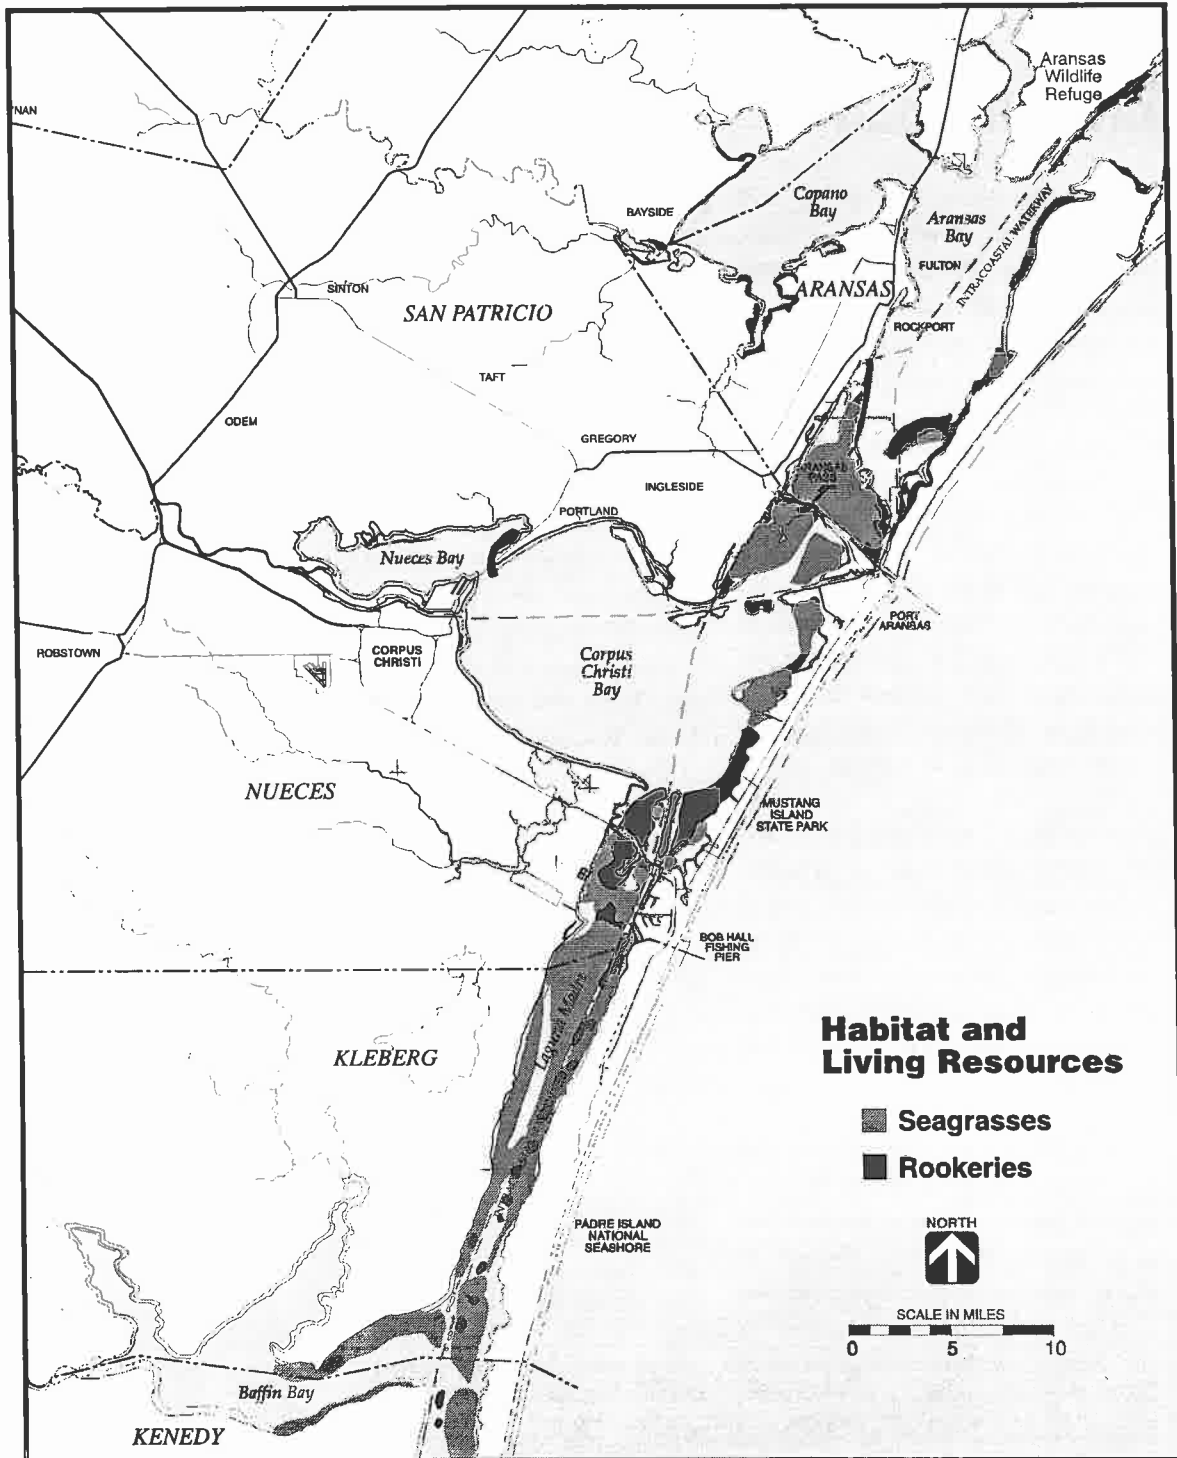 Aransas
Wildlife
Refuge
NAN
Copano
Bay
BAYSIDE
Aransas
Bay
FULTON
INTRACOASTAL WATERWAY
SINTON
SAN PATRICIO
ARANSAS
ROCKPORT
TAFT
ODEM
GREGORY
ARANSAS
PASS
INGLESIDE
PORTLAND
Nueces Bay
PORT
ARANSAS
ROBSTOWN
CORPUS
CHRISTI
Corpus
Christi
Bay
NUECES
MUSTANG
ISLAND
STATE PARK
BOB HALL
FISHING
PIER
Laguna Madre
KLEBERG
Habitat and
Living Resources
Seagrasses
Rookeries
PADRE ISLAND
NATIONAL
SEASHORE
NORTH
SCALE IN MILES
0 5 10
Baffin Bay
KENEDY